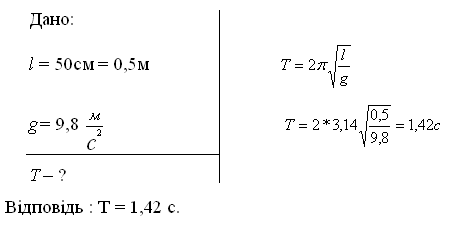 Дано:
l = 50см = 0,5м
T = 2π√(l/g)
g = 9,8 м/с²
T = 2*3,14√(0,5/9,8) = 1,42с
T – ?
Відповідь : Т = 1,42 с.